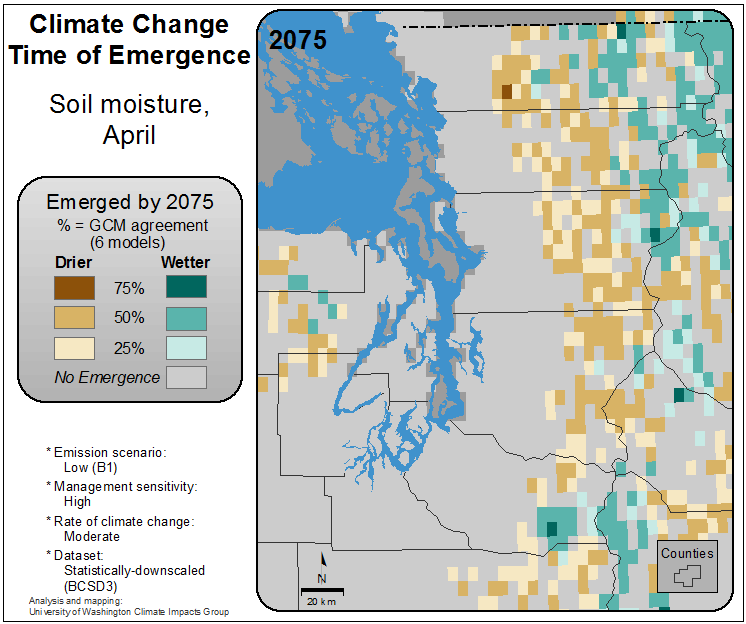 Climate Change
Time of Emergence
Soil moisture,
April
Emerged by 2075
% = GCM agreement
(6 models)
Drier Wetter
75%
50%
25%
No Emergence
* Emission scenario:
Low (B1)
* Management sensitivity:
High
* Rate of climate change:
Moderate
* Dataset:
Statistically-downscaled
(BCSD3)
Analysis and mapping:
University of Washington Climate Impacts Group
2075
N
20 km
Counties